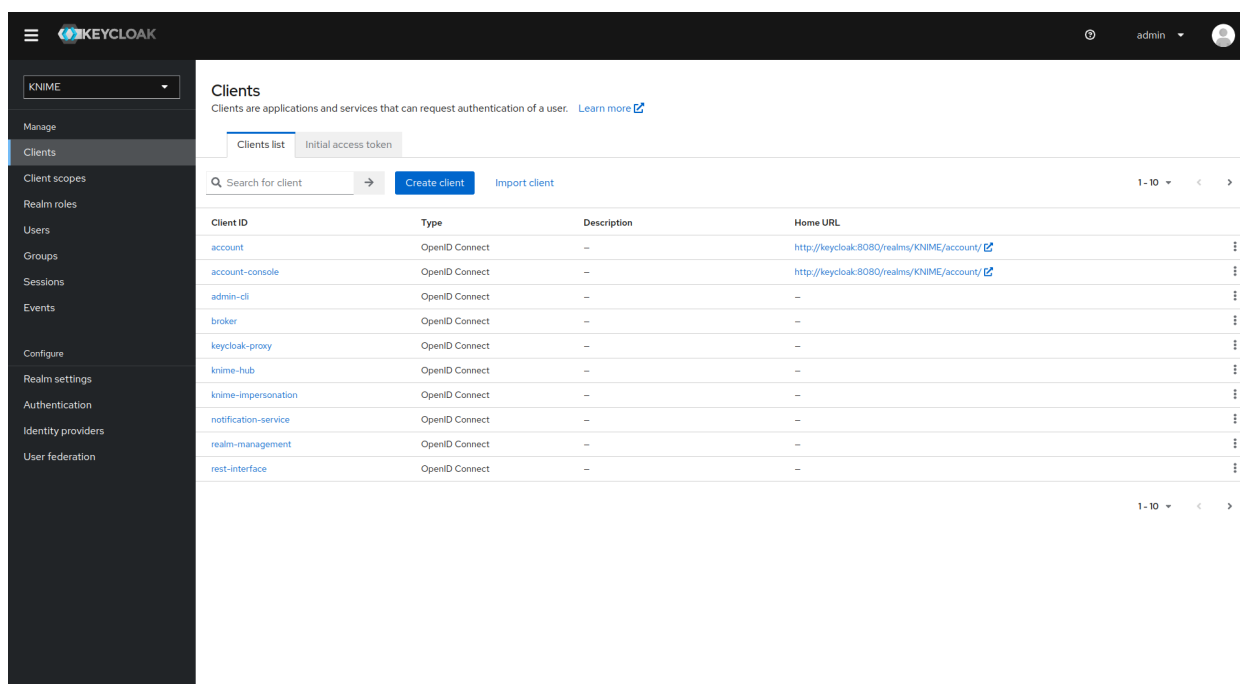 KEYCLOAK
admin
KNIME
Manage
Clients
Client scopes
Realm roles
Users
Groups
Sessions
Events
Configure
Realm settings
Authentication
Identity providers
User federation
Clients
Clients are applications and services that can request authentication of a user. Learn more
Clients list Initial access token
Search for client Create client Import client 1 - 10
Client ID Type Description Home URL
account OpenID Connect – http://keycloak:8080/realms/KNIME/account/
account-console OpenID Connect – http://keycloak:8080/realms/KNIME/account/
admin-cli OpenID Connect – –
broker OpenID Connect – –
keycloak-proxy OpenID Connect – –
knime-hub OpenID Connect – –
knime-impersonation OpenID Connect – –
notification-service OpenID Connect – –
realm-management OpenID Connect – –
rest-interface OpenID Connect – –
1 - 10